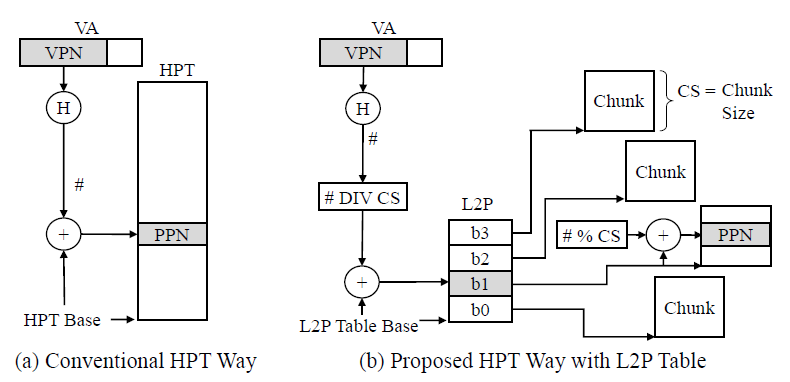 VA
VPN
HPT
H
#
+
PPN
HPT Base
(a) Conventional HPT Way
VA
VPN
H
#
# DIV CS
+
L2P Table Base
L2P
b3
b2
b1
b0
Chunk
CS = Chunk
Size
Chunk
# % CS
+
PPN
Chunk
(b) Proposed HPT Way with L2P Table